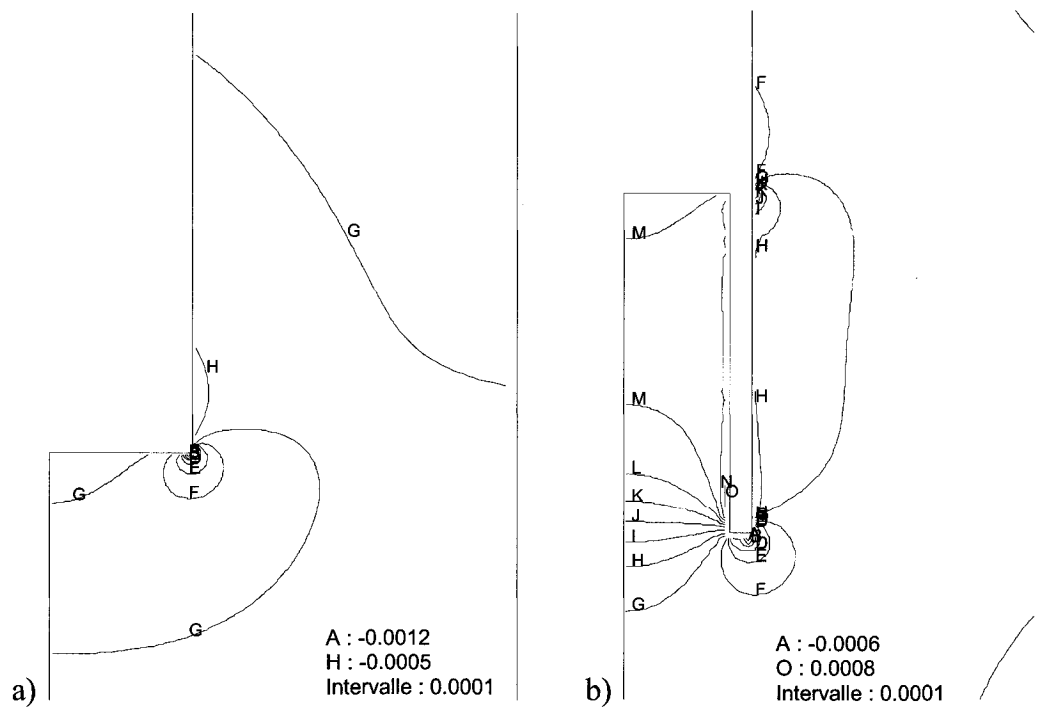 G
H
E
F
G
G
A : -0.0012
H : -0.0005
Intervalle : 0.0001
a)
F
H
M
M
H
L
N
O
K
J
I
D
E
H
F
G
A : -0.0006
O : 0.0008
Intervalle : 0.0001
b)